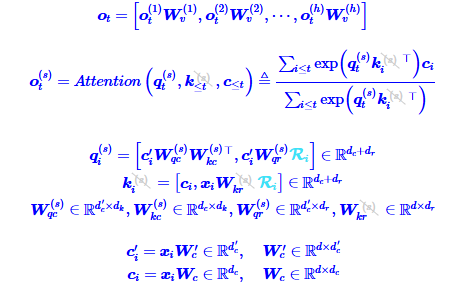 o_t = [o_t^{(1)} W_v^{(1)}, o_t^{(2)} W_v^{(2)}, ⋯, o_t^{(h)} W_v^{(h)}]
o_t^{(s)} = Attention(q_t^{(s)}, k_{≤t}^{(s)}, c_{≤t}) ≜ \frac{∑_{i≤t} exp(q_t^{(s)} k_i^{(s)⊤}) c_i}{∑_{i≤t} exp(q_t^{(s)} k_i^{(s)⊤})}
q_i^{(s)} = [c_i' W_{qc}^{(s)} W_{kc}^{(s)⊤}, c_i' W_{qr}^{(s)} ℛ_i] ∈ ℝ^{d_c+d_r}
k_i^{(s)} = [c_i, x_i W_{kr}^{(s)} ℛ_i] ∈ ℝ^{d_c+d_r}
W_{qc}^{(s)} ∈ ℝ^{d_c'×d_k}, W_{kc}^{(s)} ∈ ℝ^{d_c×d_k}, W_{qr}^{(s)} ∈ ℝ^{d_c'×d_r}, W_{kr}^{(s)} ∈ ℝ^{d×d_r}
c_i' = x_i W_c' ∈ ℝ^{d_c'}, W_c' ∈ ℝ^{d×d_c'}
c_i = x_i W_c ∈ ℝ^{d_c}, W_c ∈ ℝ^{d×d_c}